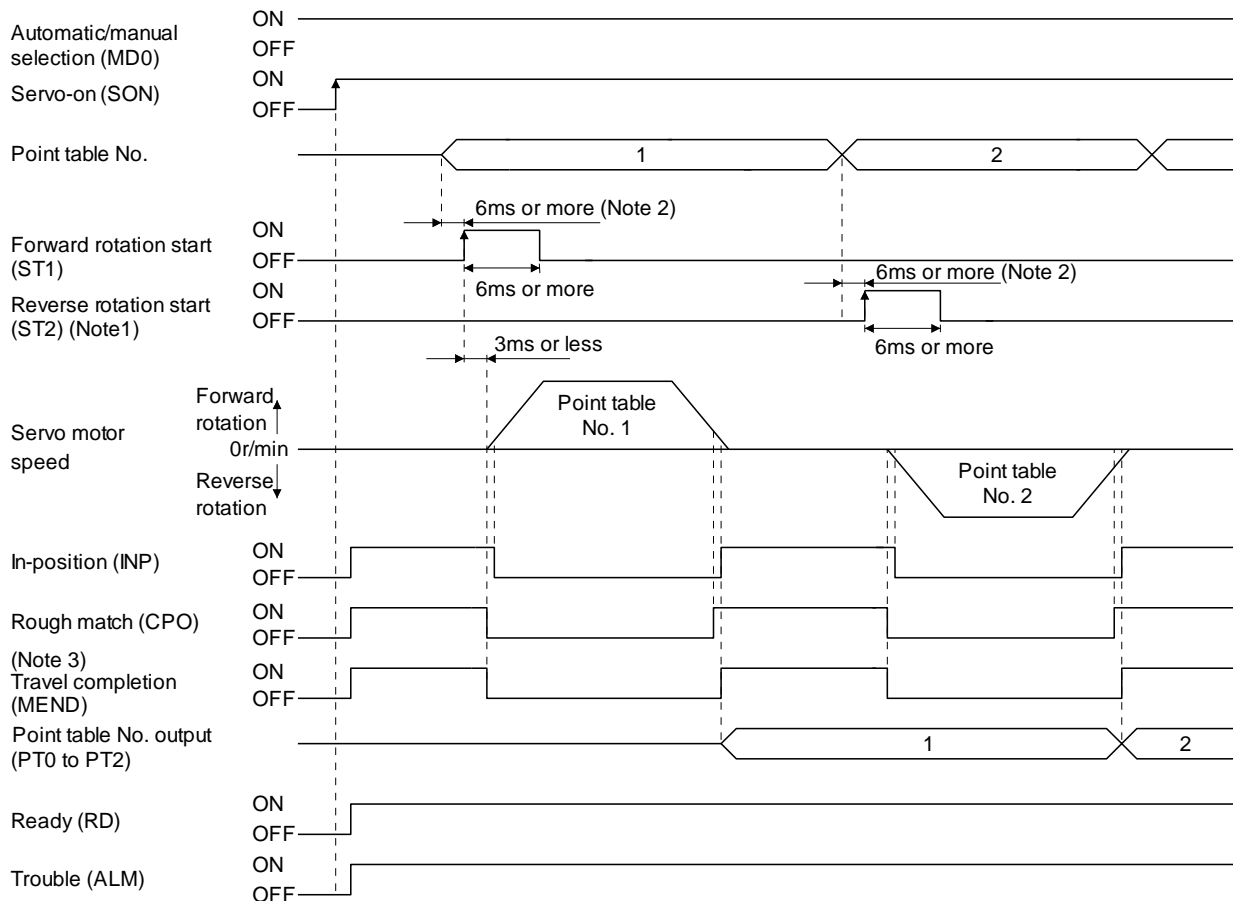 Automatic/manual
selection (MD0)
ON
OFF
Servo-on (SON)
ON
OFF
Point table No.
1
2
6ms or more (Note 2)
Forward rotation start
(ST1)
ON
OFF
6ms or more
6ms or more (Note 2)
Reverse rotation start
(ST2) (Note1)
ON
OFF
6ms or more
3ms or less
Servo motor
speed
Forward
rotation
0r/min
Reverse
rotation
Point table
No. 1
Point table
No. 2
In-position (INP)
ON
OFF
Rough match (CPO)
ON
OFF
(Note 3)
Travel completion
(MEND)
ON
OFF
Point table No. output
(PT0 to PT2)
1
2
Ready (RD)
ON
OFF
Trouble (ALM)
ON
OFF